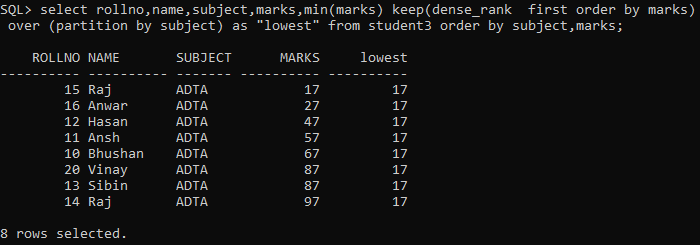 SQL> select rollno,name,subject,marks,min(marks) keep(dense_rank  first order by marks)
 over (partition by subject) as "lowest" from student3 order by subject,marks;
    ROLLNO NAME       SUBJECT         MARKS     lowest
---------- ---------- ---------- ---------- ----------
        15 Raj        ADTA               17         17
        16 Anwar      ADTA               27         17
        12 Hasan      ADTA               47         17
        11 Ansh       ADTA               57         17
        10 Bhushan    ADTA               67         17
        20 Vinay      ADTA               87         17
        13 Sibin      ADTA               87         17
        14 Raj        ADTA               97         17
8 rows selected.